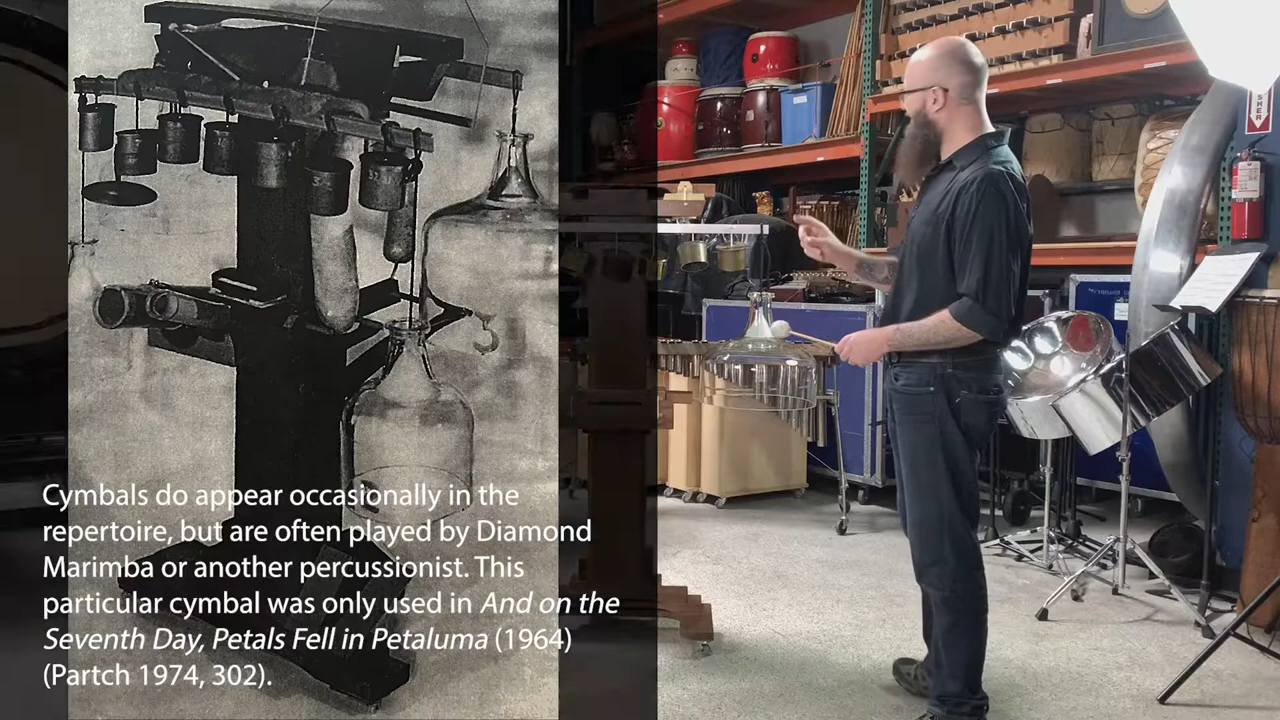 Cymbals do appear occasionally in the
repertoire, but are often played by Diamond
Marimba or another percussionist. This
particular cymbal was only used in And on the
Seventh Day, Petals Fell in Petaluma (1964)
(Partch 1974, 302).